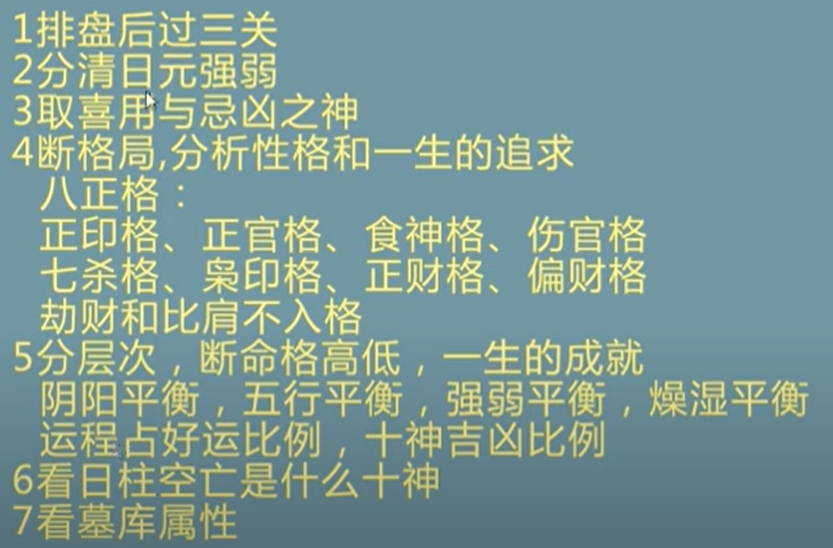 1排盘后过三关
2分清日元强弱
3取喜用与忌凶之神
4断格局,分析性格和一生的追求
八正格：
正印格、正官格、食神格、伤官格
七杀格、枭印格、正财格、偏财格
劫财和比肩不入格
5分层次，断命格高低，一生的成就
阴阳平衡，五行平衡，强弱平衡，燥湿平衡
运程占好运比例，十神吉凶比例
6看日柱空亡是什么十神
7看墓库属性